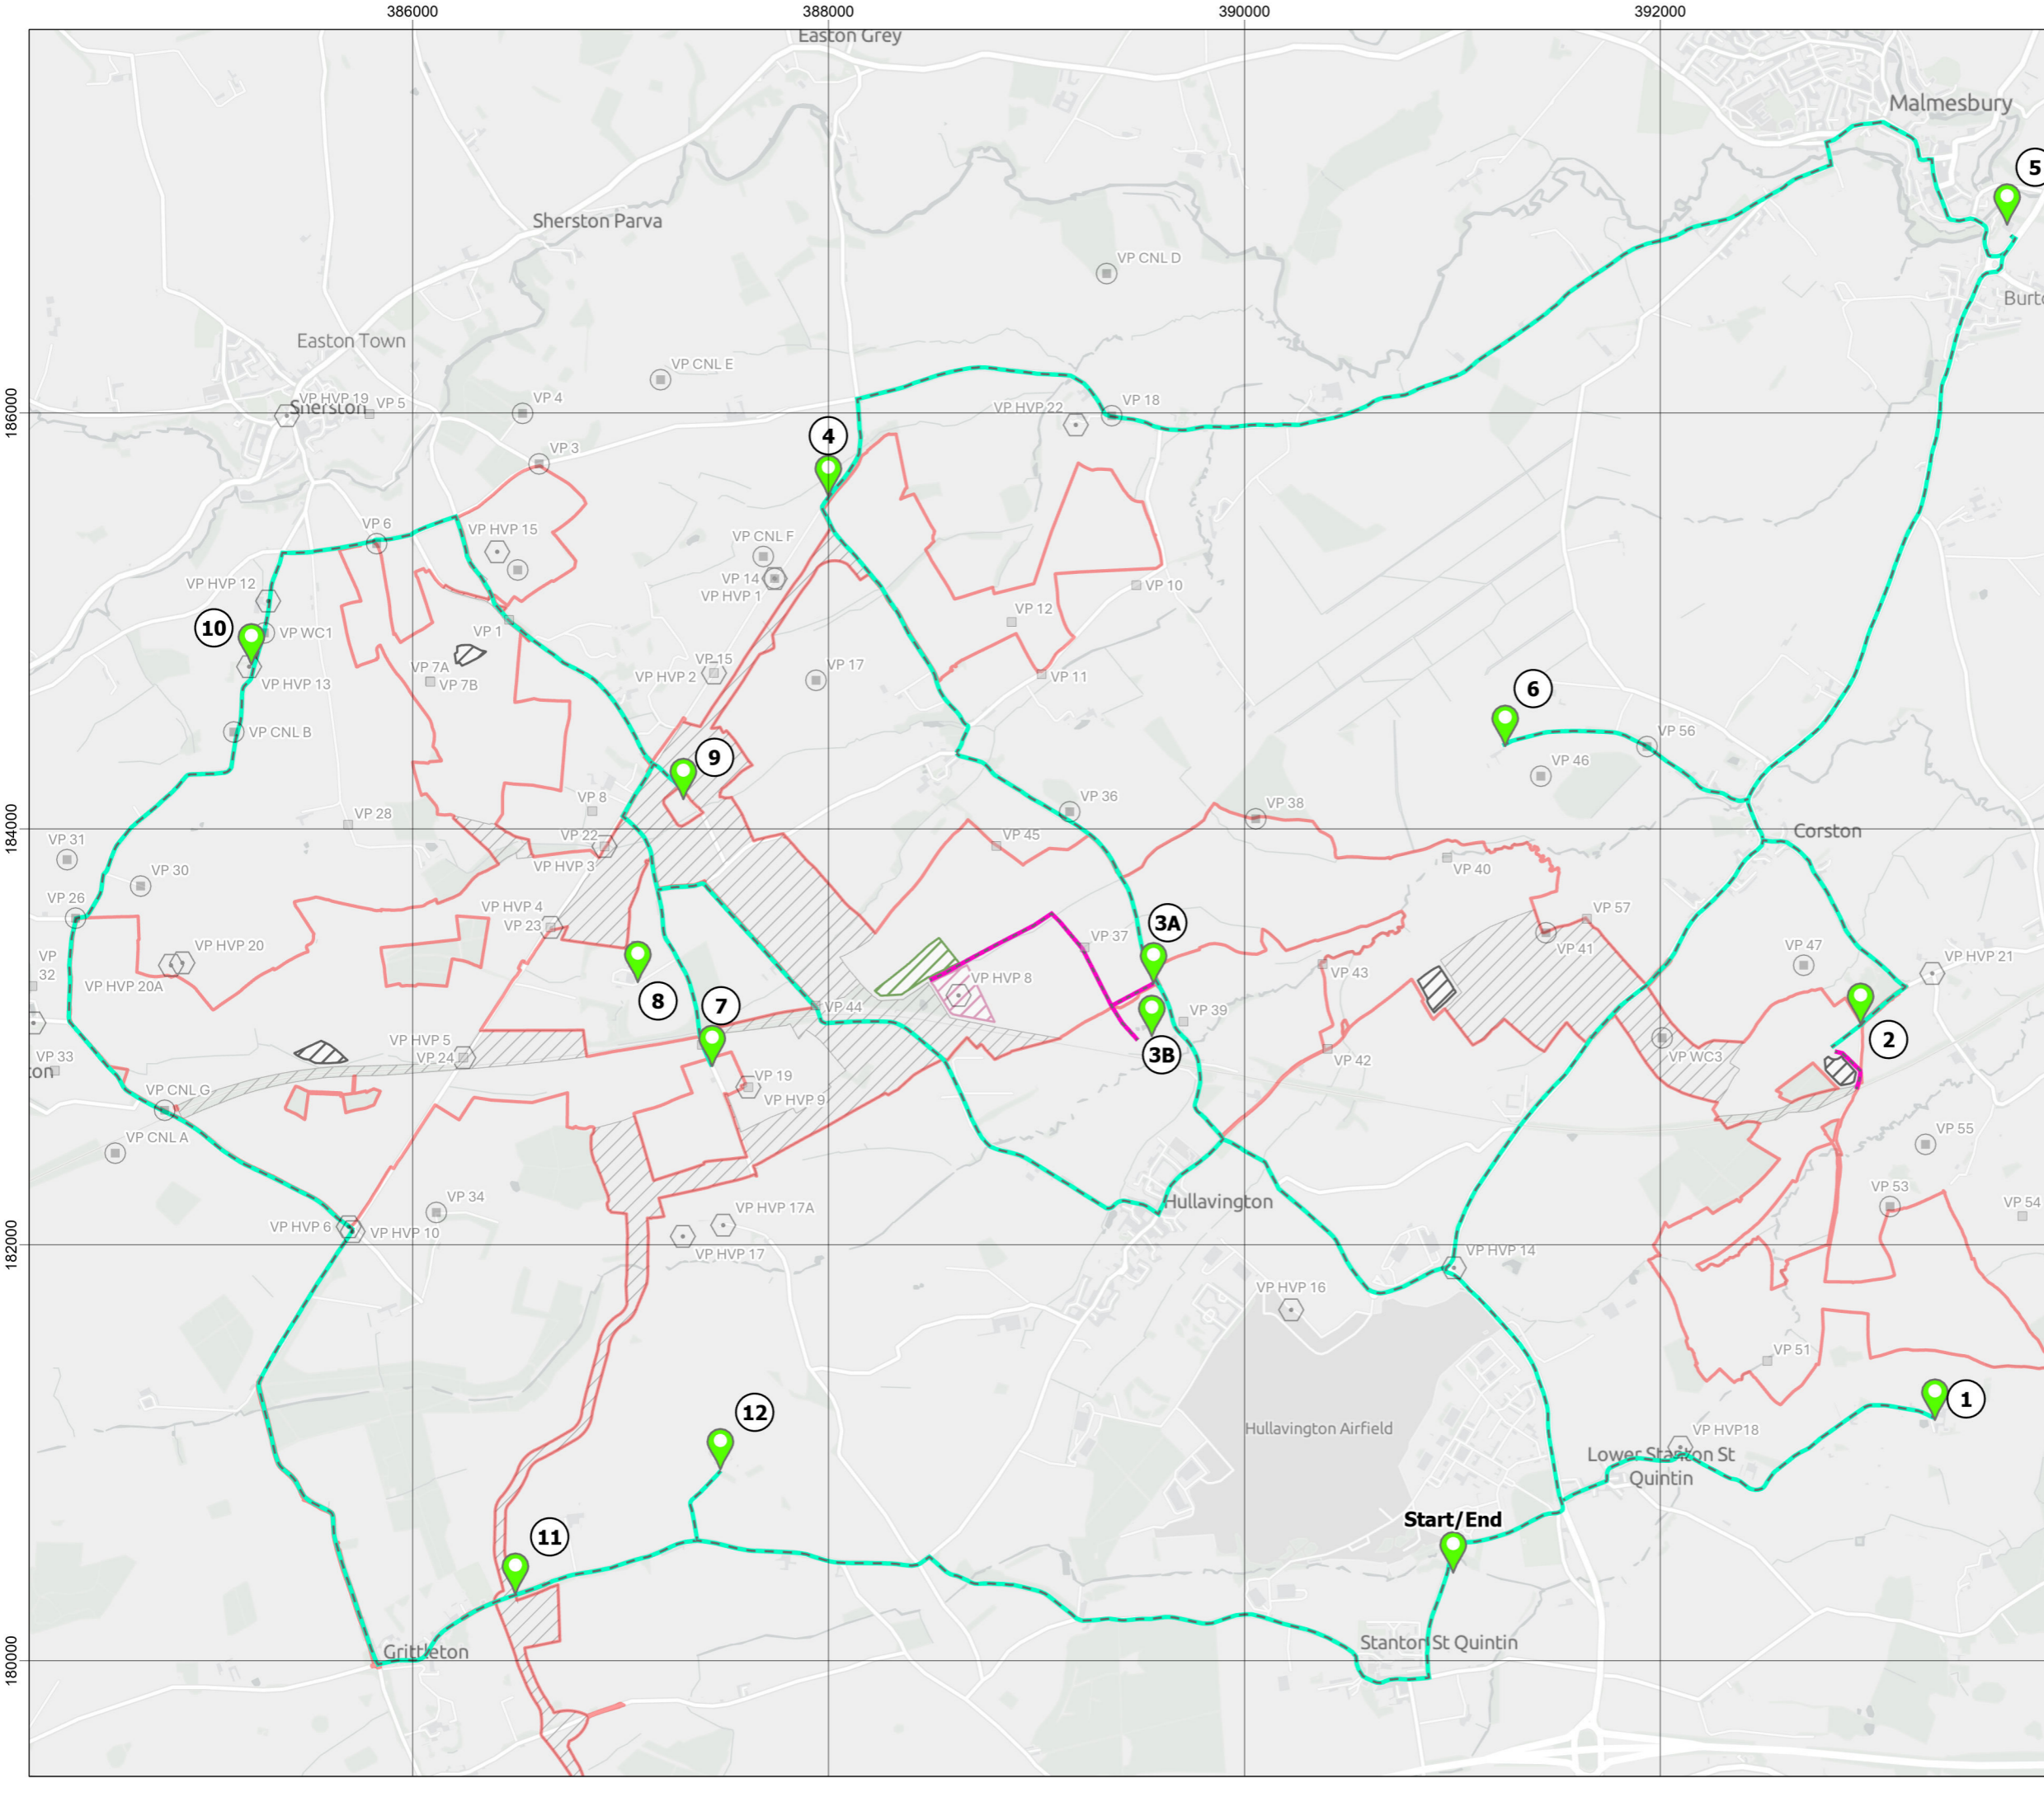 386000
388000
390000
392000
Easton Grey
Malmesbury
5
Sherston Parva
VP CNL D
Easton Town
VP CNL E
VP HVP 19
VP 5
VP 4
Sherston
VP HVP 22
VP 18
186000
4
VP 3
VP 6
VP HVP 15
VP CNL F
VP 14
VP HVP 1
VP HVP 12
VP 10
VP 12
10
VP WC1
VP 1
VP HVP 13
VP 7A
VP 7B
VP 15
VP HVP 2
VP 17
VP 11
6
VP CNL B
VP 56
9
VP 46
VP 8
VP 36
VP 38
VP 28
184000
Corston
VP 31
VP 22
VP HVP 3
VP 45
VP 40
VP 30
VP 26
VP HVP 4
VP 23
3A
VP 57
VP 37
VP 41
VP 47
VP HVP 21
VP
32
VP HVP 20
VP HVP 20A
VP HVP 8
VP 43
8
7
VP 44
VP 39
2
VP HVP 5
VP 24
3B
VP 42
VP WC3
VP 33
ton
VP CNL G
VP 19
VP HVP 9
VP CNL A
VP 55
VP 34
VP HVP 17A
Hullavington
VP 53
VP 54
VP HVP 6
VP HVP 10
VP HVP 17
VP HVP 14
182000
VP HVP 16
VP 51
1
12
Hullavington Airfield
VP HVP18
Lower Stanton St
Quintin
11
Start/End
Grittleton
Stanton St Quintin
180000